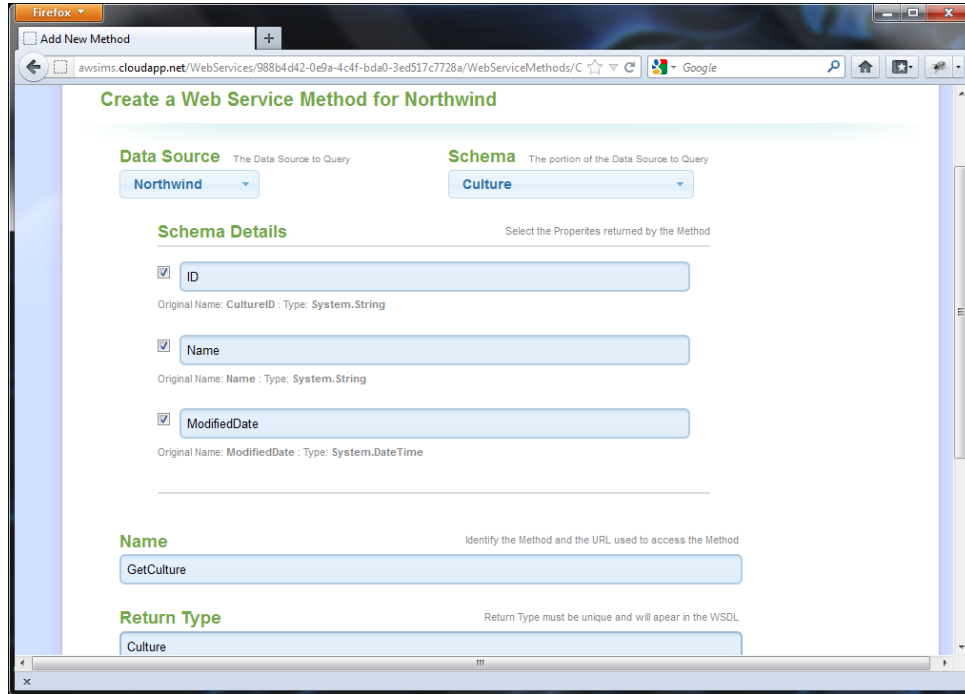 Firefox
Add New Method
awsims.cloudapp.net/WebServices/988b4d42-0e9a-4c4f-bda0-3ed517c7728a/WebServiceMethods/C
Google
Create a Web Service Method for Northwind
Data Source The Data Source to Query
Schema The portion of the Data Source to Query
Northwind
Culture
Schema Details Select the Properites returned by the Method
ID
Original Name: CultureID : Type: System.String
Name
Original Name: Name : Type: System.String
ModifiedDate
Original Name: ModifiedDate : Type: System.DateTime
Name Identify the Method and the URL used to access the Method
GetCulture
Return Type Return Type must be unique and will apear in the WSDL
Culture